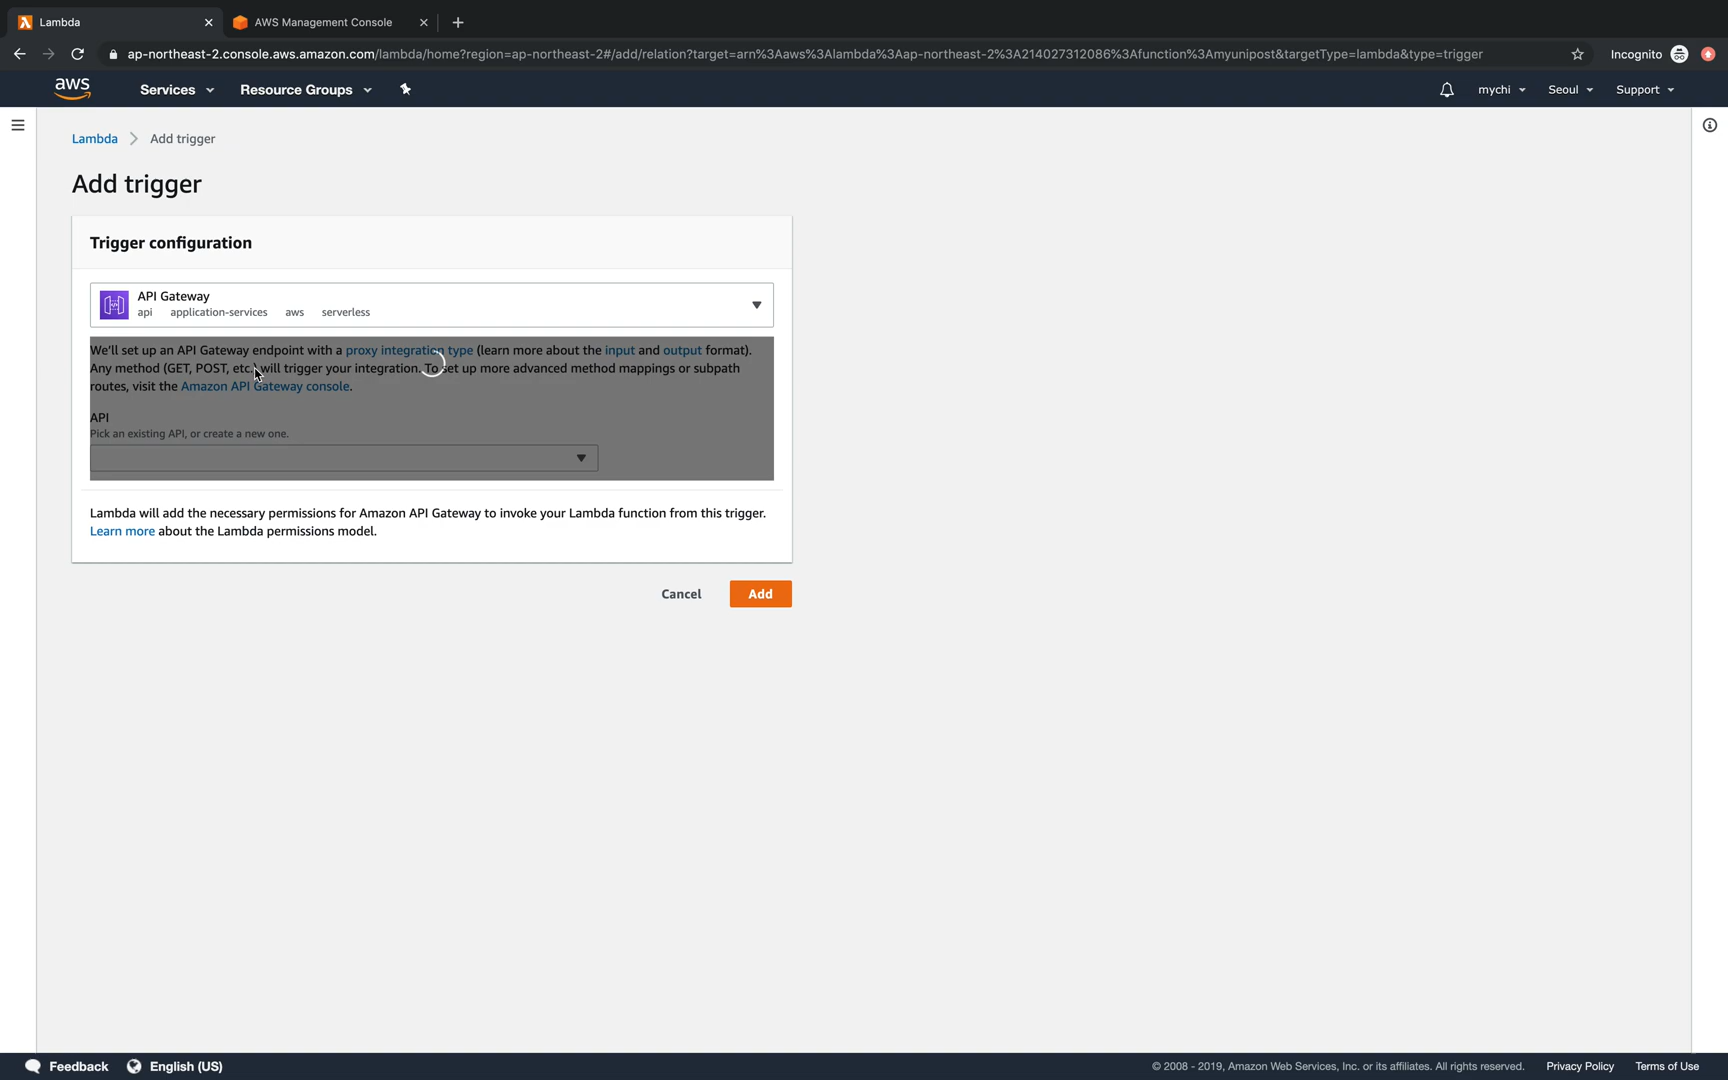 Lambda
AWS Management Console
ap-northeast-2.console.aws.amazon.com/lambda/home?region=ap-northeast-2#/add/relation?target=arn%3Aaws%3Alambda%3Aap-northeast-2%3A214027312086%3Afunction%3Amyunipost&targetType=lambda&type=trigger
Incognito
aws
Services
Resource Groups
mychi
Seoul
Support
Lambda
Add trigger
Add trigger
Trigger configuration
API Gateway
api application-services aws serverless
We'll set up an API Gateway endpoint with a proxy integration type (learn more about the input and output format).
Any method (GET, POST, etc.) will trigger your integration. To set up more advanced method mappings or subpath
routes, visit the Amazon API Gateway console.
API
Pick an existing API, or create a new one.
Lambda will add the necessary permissions for Amazon API Gateway to invoke your Lambda function from this trigger.
Learn more about the Lambda permissions model.
Cancel
Add
Feedback
English (US)
© 2008 - 2019, Amazon Web Services, Inc. or its affiliates. All rights reserved.
Privacy Policy
Terms of Use